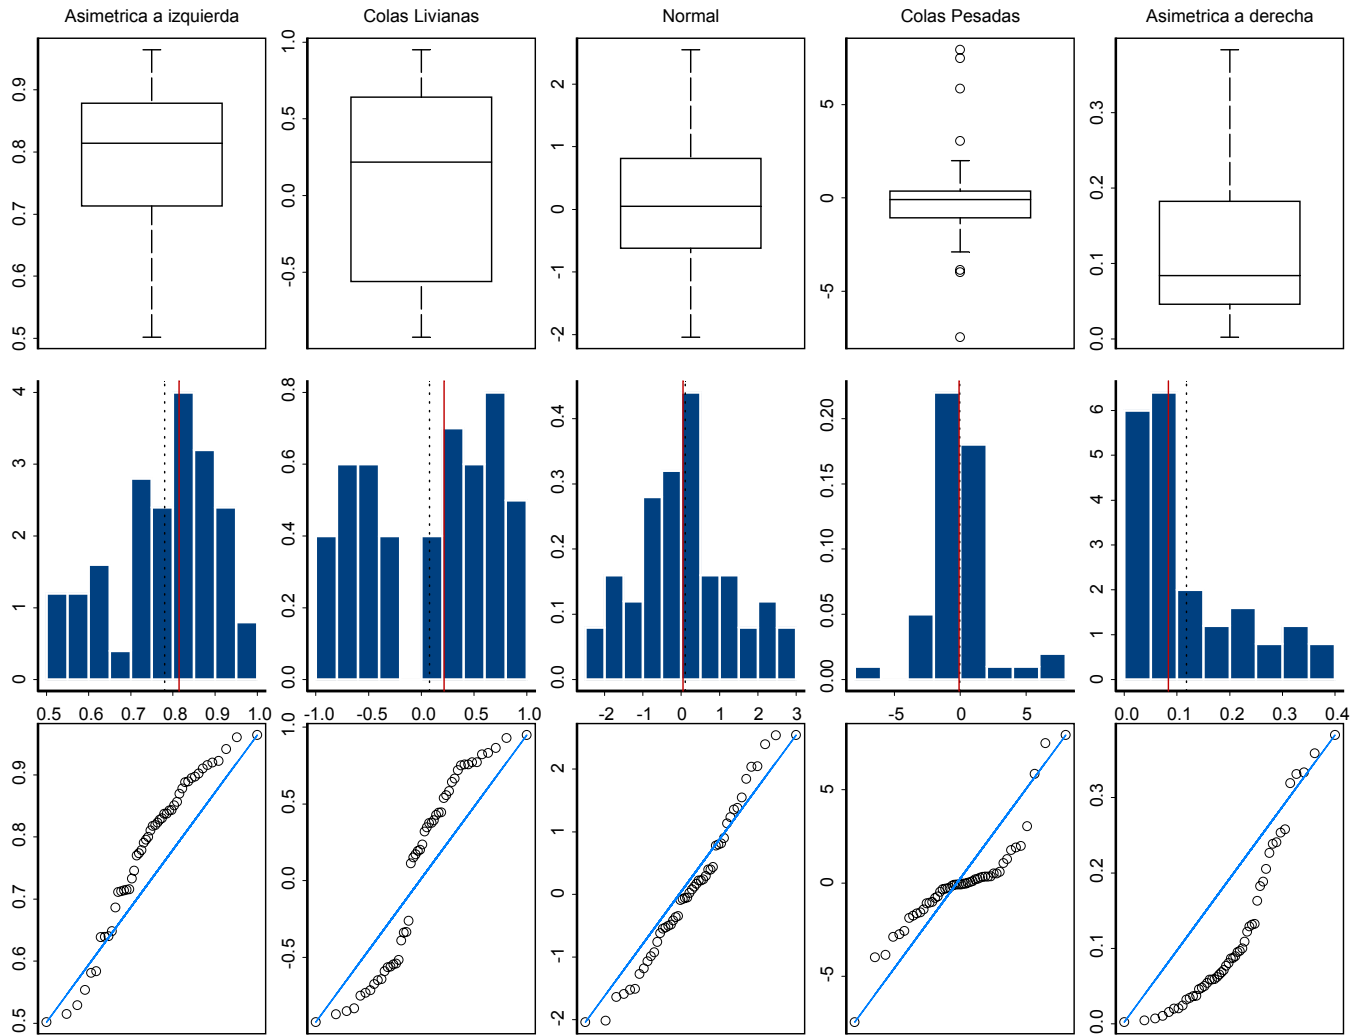 Asimetrica a izquierda Colas Livianas Normal Colas Pesadas Asimetrica a derecha
0.9 0.8 0.7 0.6 0.5
1.0 0.5 0.0 -0.5
2 1 0 -1 -2
5 0 -5
0.3 0.2 0.1 0.0
4 3 2 1 0
0.8 0.6 0.4 0.2 0.0
0.4 0.3 0.2 0.1 0.0
0.20 0.15 0.10 0.05 0.00
6 5 4 3 2 1 0
0.5 0.6 0.7 0.8 0.9 1.0
-1.0 -0.5 0.0 0.5 1.0
-2 -1 0 1 2 3
-5 0 5
0.0 0.1 0.2 0.3 0.4
0.9 0.8 0.7 0.6 0.5
1.0 0.5 0.0 -0.5
2 1 0 -1 -2
5 0 -5
0.3 0.2 0.1 0.0